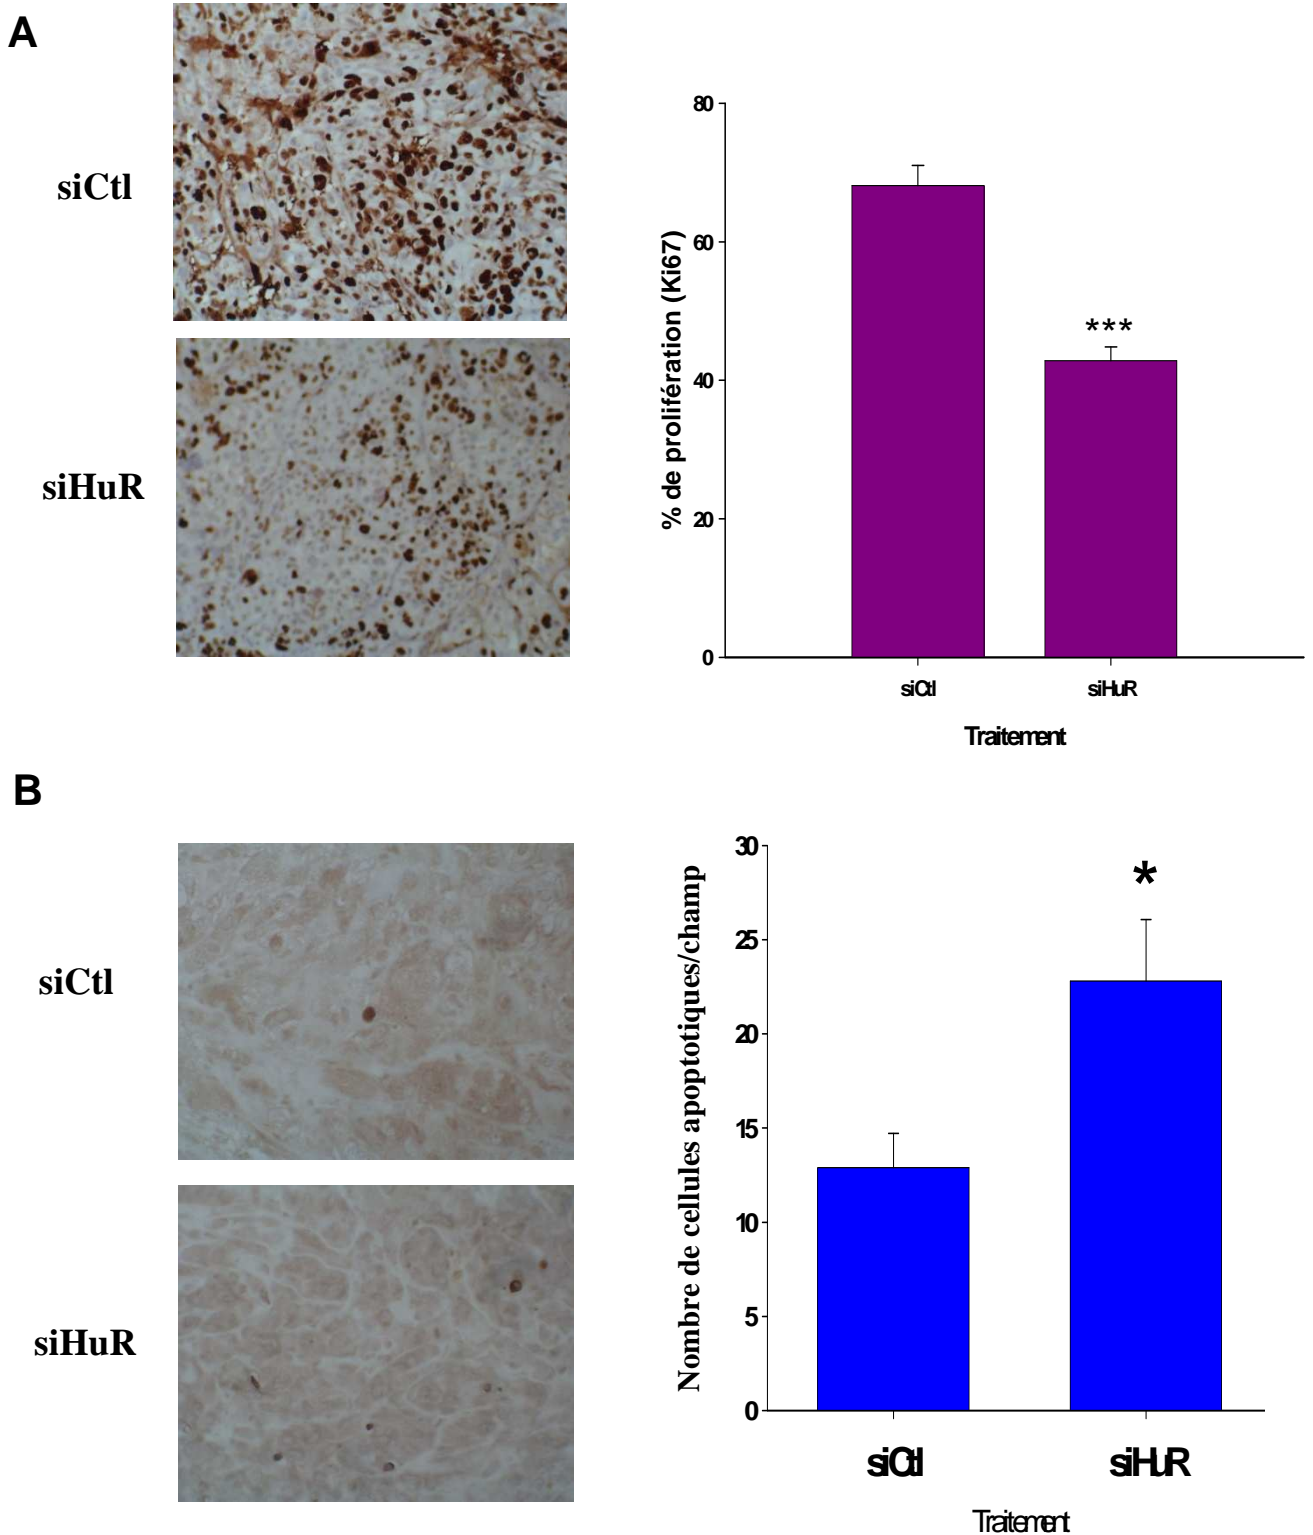 A
siCtl
siHuR
80
60
40
20
0
% de prolifération (Ki67)
***
siCtl
siHuR
Traitement
B
siCtl
siHuR
30
25
20
15
10
5
0
Nombre de cellules apoptotiques/champ
*
siCtl
siHuR
Traitement